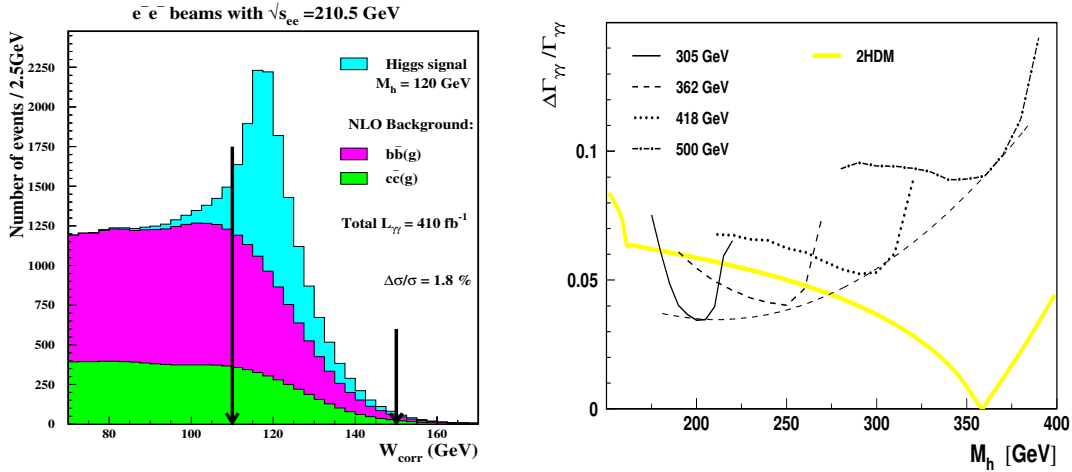 e⁻e⁻ beams with √s_ee=210.5 GeV
Number of events / 2.5GeV
2250
2000
1750
1500
1250
1000
750
500
250
0
80
100
120
140
160
W_corr (GeV)
Higgs signal
M_h = 120 GeV
NLO Background:
bb̄(g)
cc̄(g)
Total L_γγ = 410 fb⁻¹
Δσ/σ = 1.8 %
ΔΓ_γγ/Γ_γγ
0.1
0.05
0
200
250
300
350
400
M_h [GeV]
305 GeV
362 GeV
418 GeV
500 GeV
2HDM